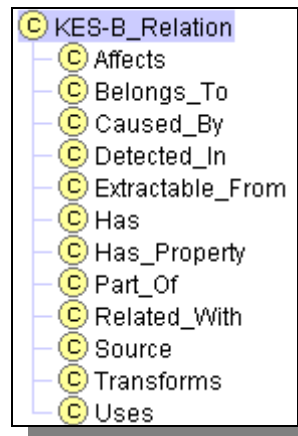 C KES-B_Relation
C Affects
C Belongs_To
C Caused_By
C Detected_In
C Extractable_From
C Has
C Has_Property
C Part_Of
C Related_With
C Source
C Transforms
C Uses